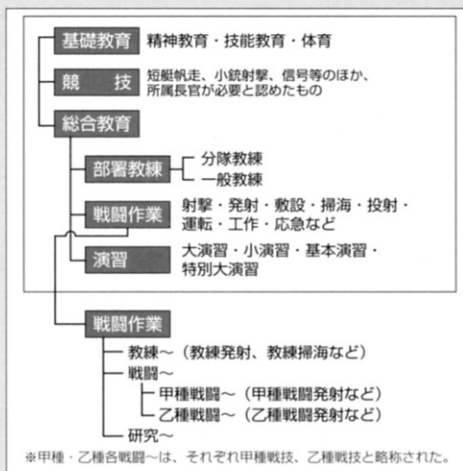 基礎教育 精神教育・技能教育・体育
競技 短艇帆走、小銃射撃、信号等のほか、
所属長官が必要と認めたもの
総合教育
部署教練 分隊教練
一般教練
戦闘作業 射撃・発射・敷設・掃海・投射・
運転・工作・応急など
演習 大演習・小演習・基本演習・
特別大演習
戦闘作業
教練～（教練発射、教練掃海など）
戦闘～
甲種戦闘～（甲種戦闘発射など）
乙種戦闘～（乙種戦闘発射など）
研究～
※甲種・乙種各戦闘～は、それぞれ甲種戦技、乙種戦技と略称された。